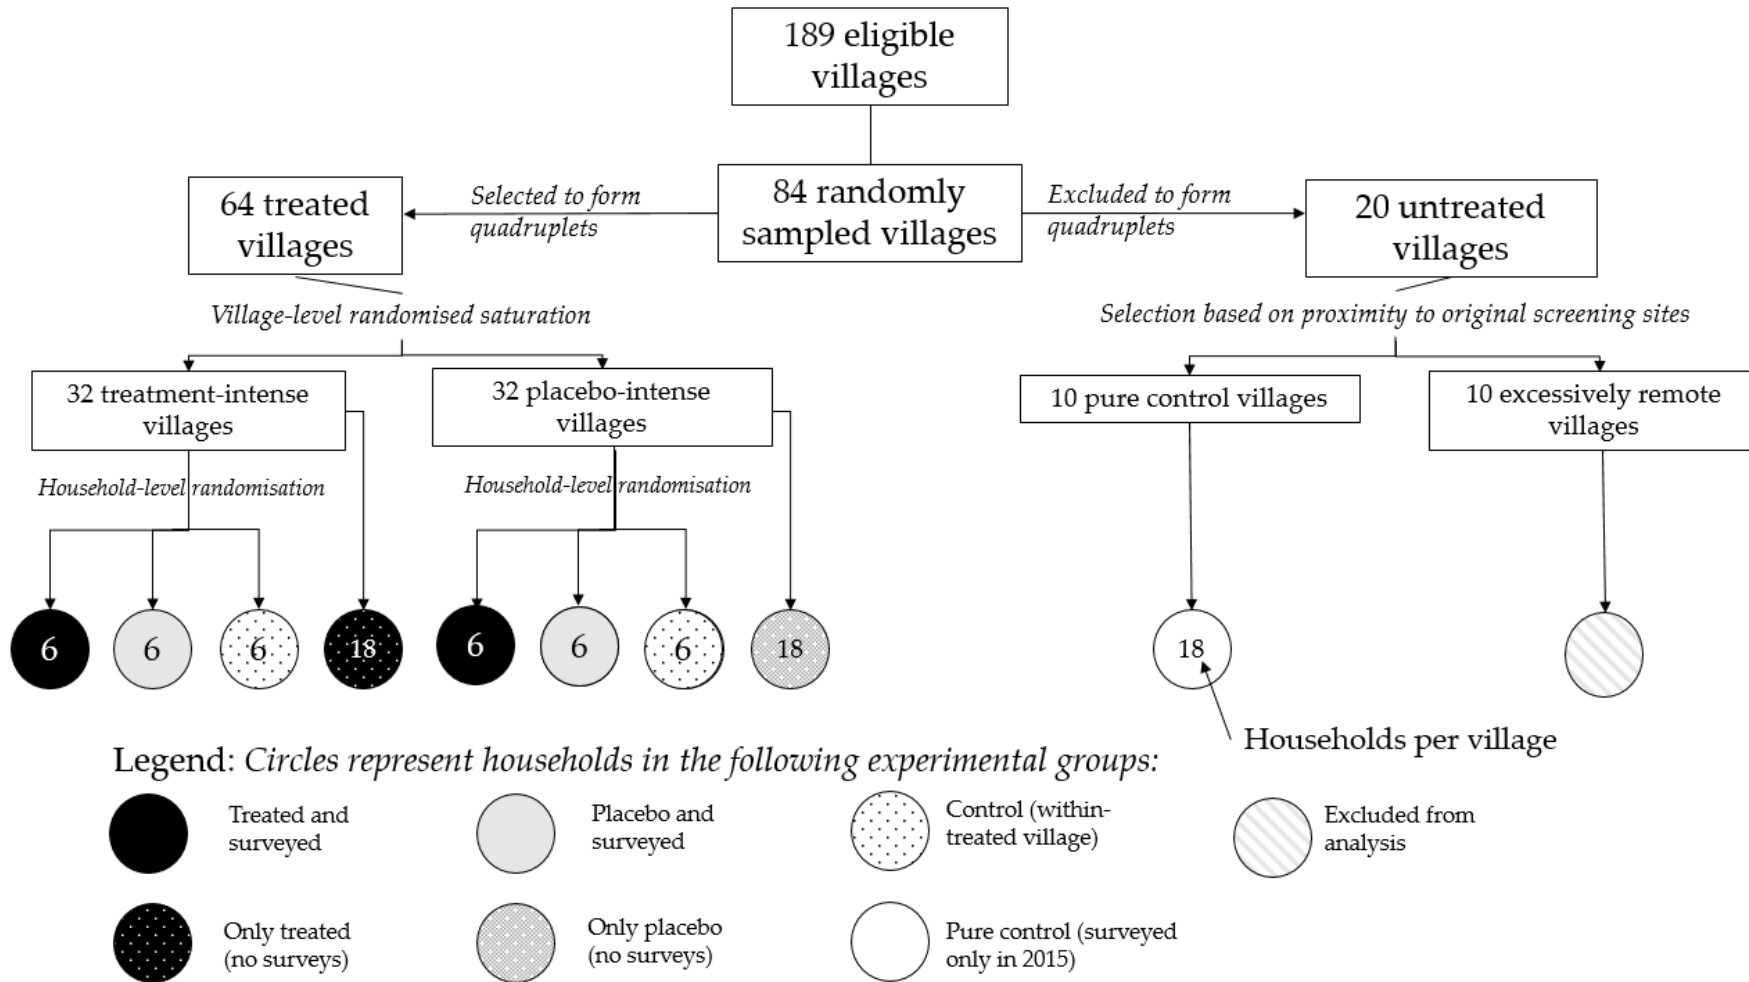 189 eligible
villages
64 treated
villages
Selected to form
quadruplets
84 randomly
sampled villages
Excluded to form
quadruplets
20 untreated
villages
Village-level randomised saturation
Selection based on proximity to original screening sites
32 treatment-intense
villages
32 placebo-intense
villages
10 pure control villages
10 excessively remote
villages
Household-level randomisation
Household-level randomisation
6
6
6
18
6
6
6
18
18
Households per village
Legend: Circles represent households in the following experimental groups:
Treated and
surveyed
Placebo and
surveyed
Control (within-
treated village)
Excluded from
analysis
Only treated
(no surveys)
Only placebo
(no surveys)
Pure control (surveyed
only in 2015)